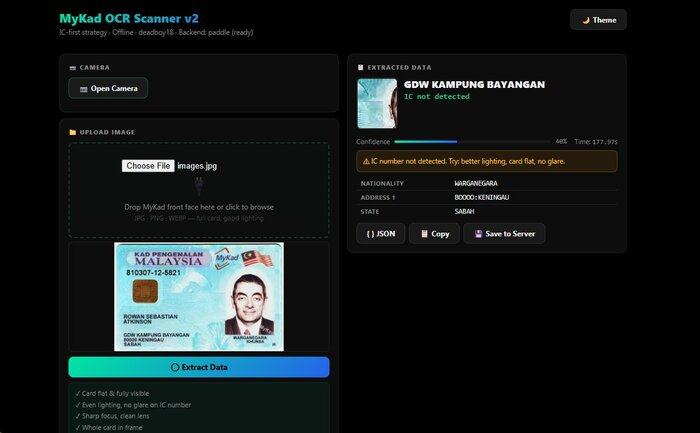 MyKad OCR Scanner v2
IC-first strategy · Offline · deadboy18 · Backend: paddle (ready)
Theme
CAMERA
Open Camera
UPLOAD IMAGE
Choose File images.jpg
Drop MyKad front face here or click to browse
JPG · PNG · WEBP — full card, good lighting
KAD PENGENALAN
MALAYSIA
MyKad
810307-12-5821
ROWAN SEBASTIAN
ATKINSON
GDW KAMPUNG BAYANGAN
80000 KENINGAU
SABAH
WARGANEGARA
KHUNSA
Extract Data
✓ Card flat & fully visible
✓ Even lighting, no glare on IC number
✓ Sharp focus, clean lens
✓ Whole card in frame
EXTRACTED DATA
GDW KAMPUNG BAYANGAN
IC not detected
Confidence 40% Time: 177.97s
⚠ IC number not detected. Try: better lighting, card flat, no glare.
NATIONALITY WARGANEGARA
ADDRESS 1 BOOOO:KENINGAU
STATE SABAH
{ } JSON
Copy
Save to Server